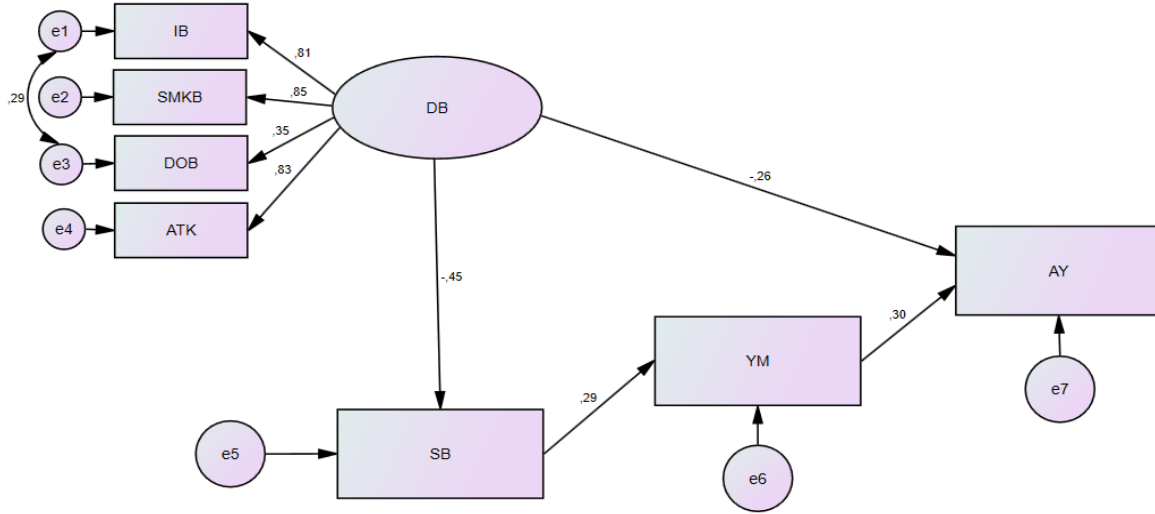 e1
IB
,81
e2
SMKB
,85
DB
,29
,35
e3
DOB
,83
-,26
e4
ATK
AY
-,45
,30
YM
e7
,29
e5
SB
e6